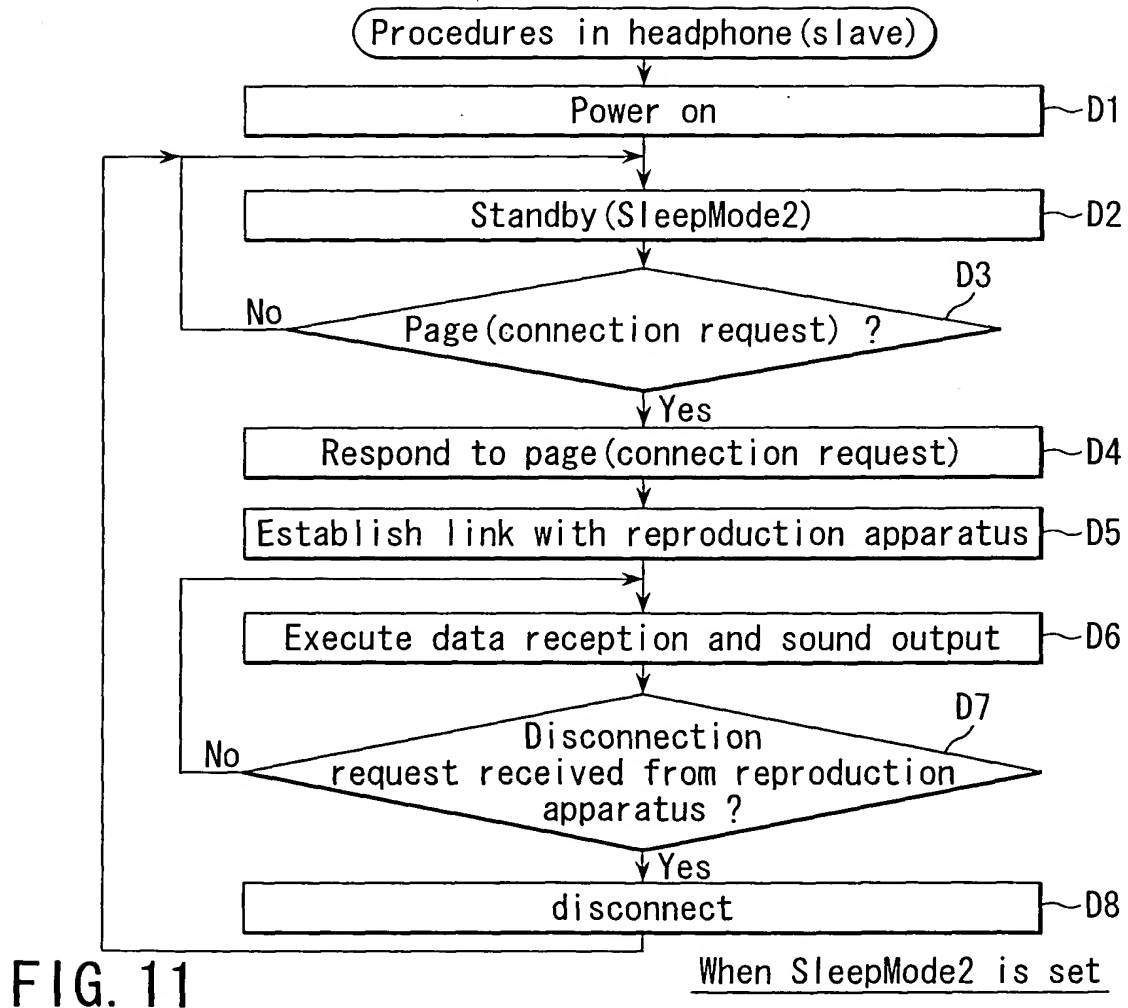 Procedures in headphone(slave)
Power on
D1
Standby(SleepMode2)
D2
D3
No
Page(connection request) ?
Yes
Respond to page(connection request)
D4
Establish link with reproduction apparatus
D5
Execute data reception and sound output
D6
D7
No
Disconnection
request received from reproduction
apparatus ?
Yes
disconnect
D8
FIG. 11
When SleepMode2 is set